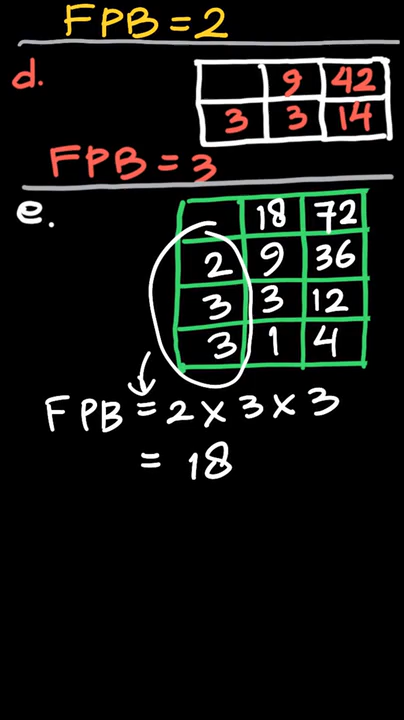 FPB = 2
d.
9 42
3 3 14
FPB = 3
e.
18 72
2 9 36
3 3 12
3 1 4
FPB = 2 x 3 x 3
= 18